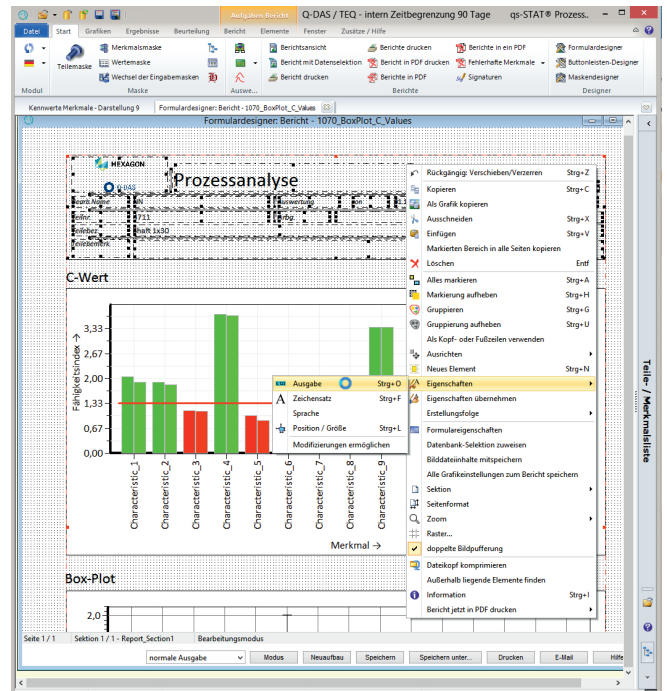 Aufgaben Bericht
Q-DAS / TEQ - intern Zeitbegrenzung 90 Tage qs-STAT® Prozess..
Datei Start Grafiken Ergebnisse Beurteilung Bericht Elemente Fenster Zusätze / Hilfe
Teilemaske
Merkmalsmaske
Wertemaske
Wechsel der Eingabemasken
Berichtsansicht
Bericht mit Datenselektion
Bericht drucken
Berichte drucken
Bericht in PDF drucken
Berichte in PDF
Berichte in ein PDF
Fehlerhafte Merkmale
Signaturen
Formulardesigner
Buttonleisten-Designer
Maskendesigner
Modul Maske Auswe... Berichte Designer
Kennwerte Merkmale - Darstellung 9 Formulardesigner: Bericht - 1070_BoxPlot_C_Values
Formulardesigner: Bericht - 1070_BoxPlot_C_Values
HEXAGON
Q-DAS
Prozessanalyse
711
haft 1x30
C-Wert
Fähigkeitsindex →
3,33
2,67
2,00
1,33
0,67
0,00
Characteristic_1
Characteristic_2
Characteristic_3
Characteristic_4
Characteristic_5
Characteristic_6
Characteristic_7
Characteristic_8
Characteristic_9
Merkmal →
Box-Plot
2,0
Ausgabe Strg+O
Zeichensatz Strg+F
Sprache
Position / Größe Strg+L
Modifizierungen ermöglichen
Rückgängig: Verschieben/Verzerren Strg+Z
Kopieren Strg+C
Als Grafik kopieren
Ausschneiden Strg+X
Einfügen Strg+V
Markierten Bereich in alle Seiten kopieren
Löschen Entf
Alles markieren Strg+A
Markierung aufheben Strg+H
Gruppieren Strg+G
Gruppierung aufheben Strg+U
Als Kopf- oder Fußzeilen verwenden
Ausrichten
Neues Element Strg+N
Eigenschaften
Eigenschaften übernehmen
Erstellungsfolge
Formulareigenschaften
Datenbank-Selektion zuweisen
Bilddateiinhalte mitspeichern
Alle Grafikeinstellungen zum Bericht speichern
Sektion
Seitenformat
Zoom
Raster...
doppelte Bildpufferung
Dateikopf komprimieren
Außerhalb liegende Elemente finden
Information Strg+I
Bericht jetzt in PDF drucken
Teile- / Merkmalsliste
Seite 1 / 1 Sektion 1 / 1 - Report_Section1 Bearbeitungsmodus
normale Ausgabe Modus Neuaufbau Speichern Speichern unter... Drucken E-Mail Hilfe